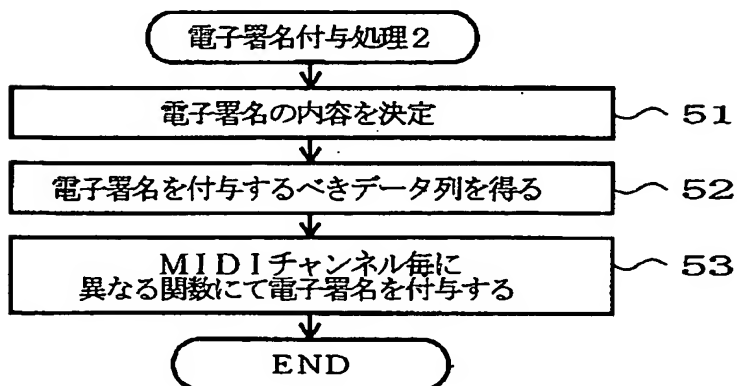 電子署名付与処理2
電子署名の内容を決定
51
電子署名を付与するべきデータ列を得る
52
MIDIチャンネル毎に
異なる関数にて電子署名を付与する
53
END